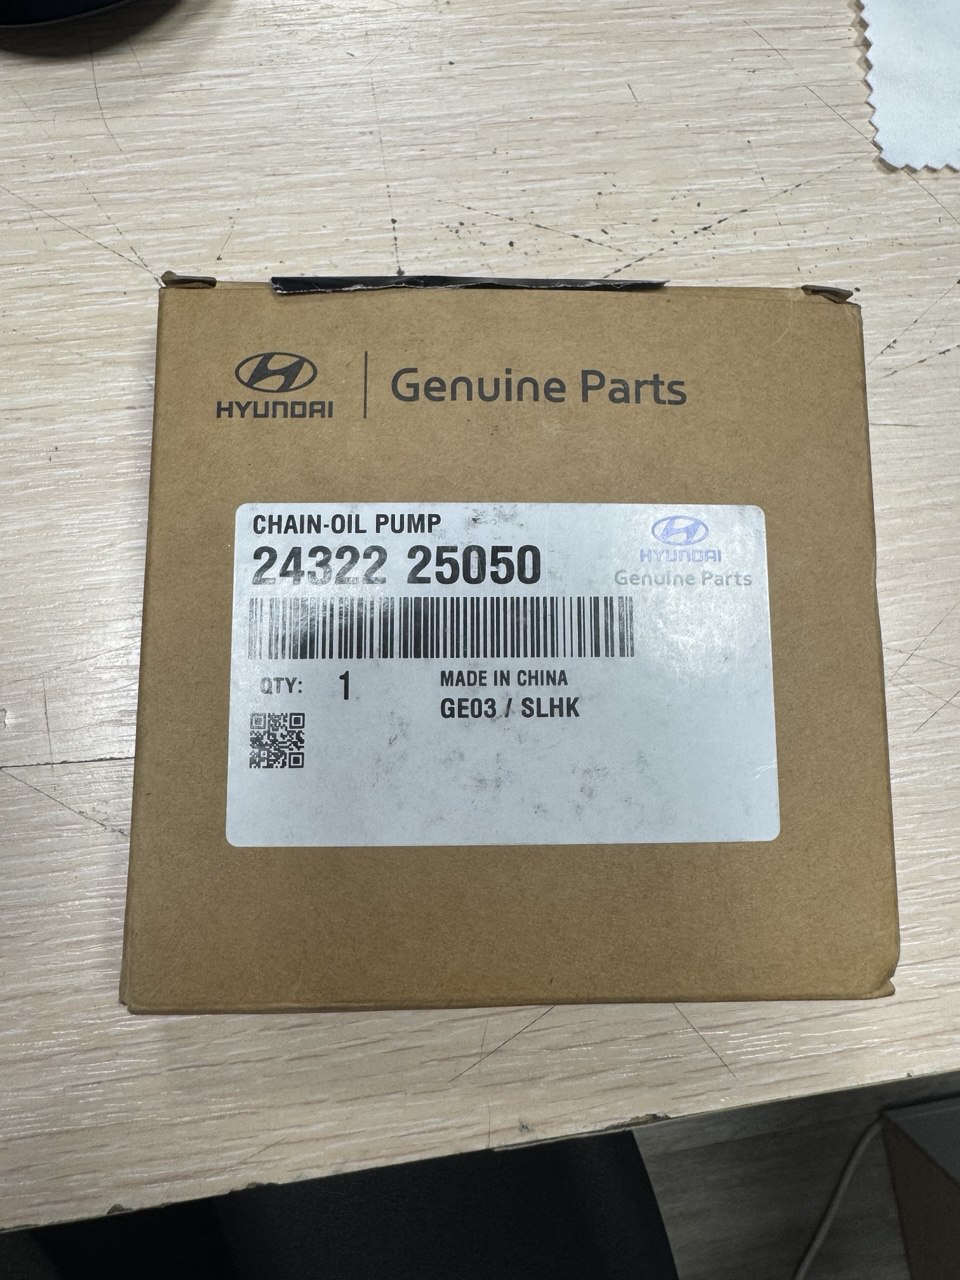 HYUNDAI | Genuine Parts
CHAIN-OIL PUMP
24322 25050
HYUNDAI
Genuine Parts
QTY: 1
MADE IN CHINA
GE03 / SLHK